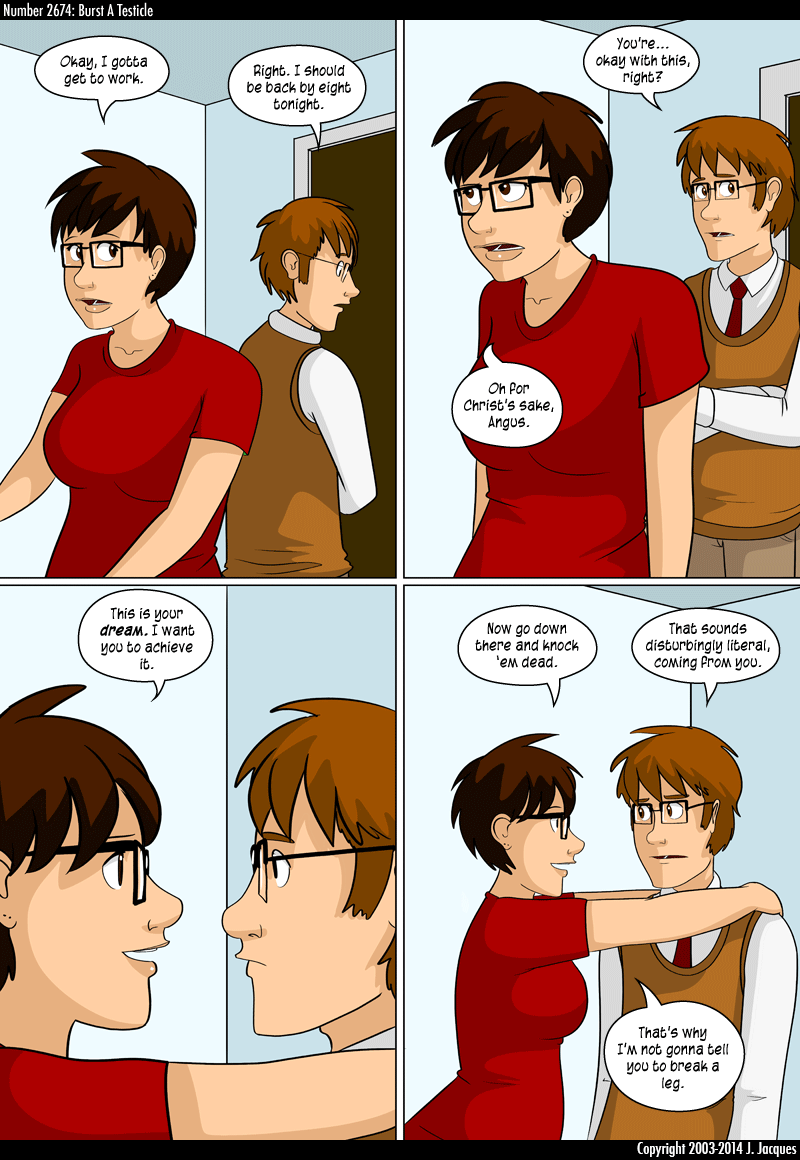 Number 2674: Burst A Testicle
Okay, I gotta
get to work.
Right. I should
be back by eight
tonight.
You're...
okay with this,
right?
Oh for
Christ's sake,
Angus.
This is your
dream. I want
you to achieve
it.
Now go down
there and knock
'em dead.
That sounds
disturbingly literal,
coming from you.
That's why
I'm not gonna tell
you to break a
leg.
Copyright 2003-2014 J. Jacques